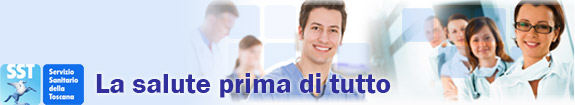 SST
Servizio
Sanitario
della
Toscana
La salute prima di tutto